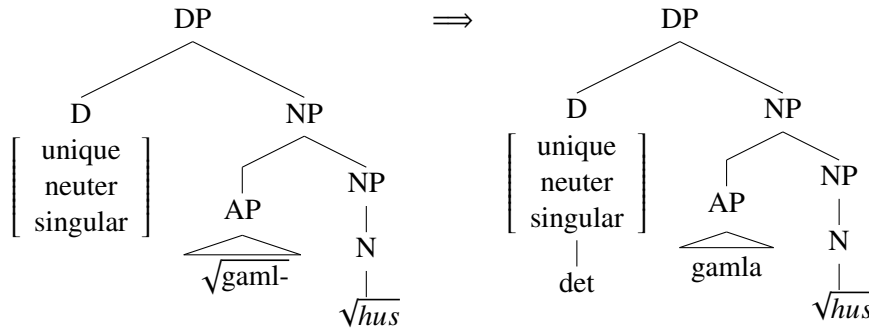 DP ⟹ DP
D NP D NP
unique unique
neuter AP NP neuter AP NP
singular singular
√gaml- N det gamla N
√hus √hus